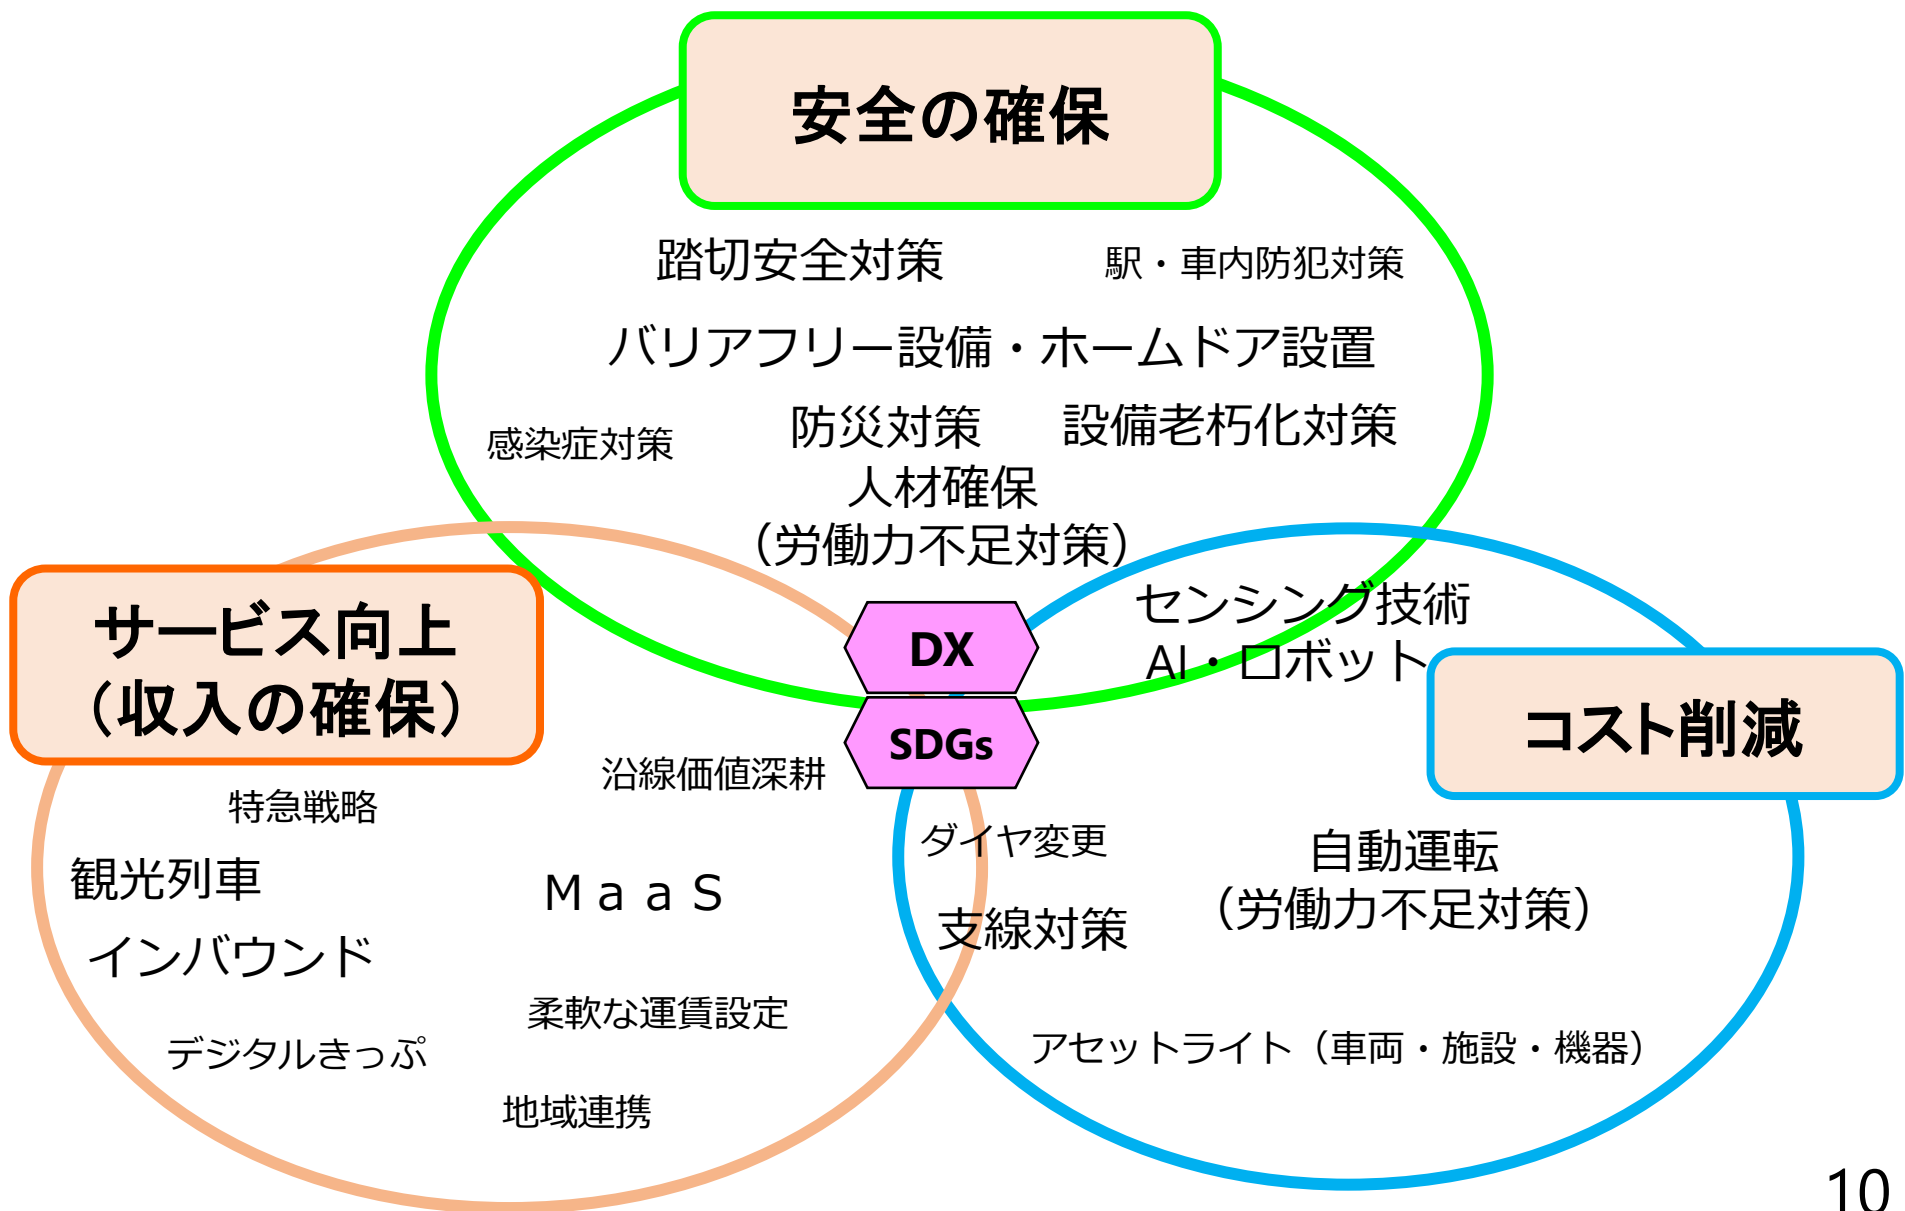 安全の確保
踏切安全対策
駅・車内防犯対策
バリアフリー設備・ホームドア設置
感染症対策
防災対策
設備老朽化対策
人材確保
（労働力不足対策）
センシング技術
AI・ロボット
DX
SDGs
サービス向上
（収入の確保）
コスト削減
沿線価値深耕
特急戦略
観光列車
ＭａａＳ
インバウンド
柔軟な運賃設定
デジタルきっぷ
地域連携
ダイヤ変更
支線対策
自動運転
（労働力不足対策）
アセットライト（車両・施設・機器）
10